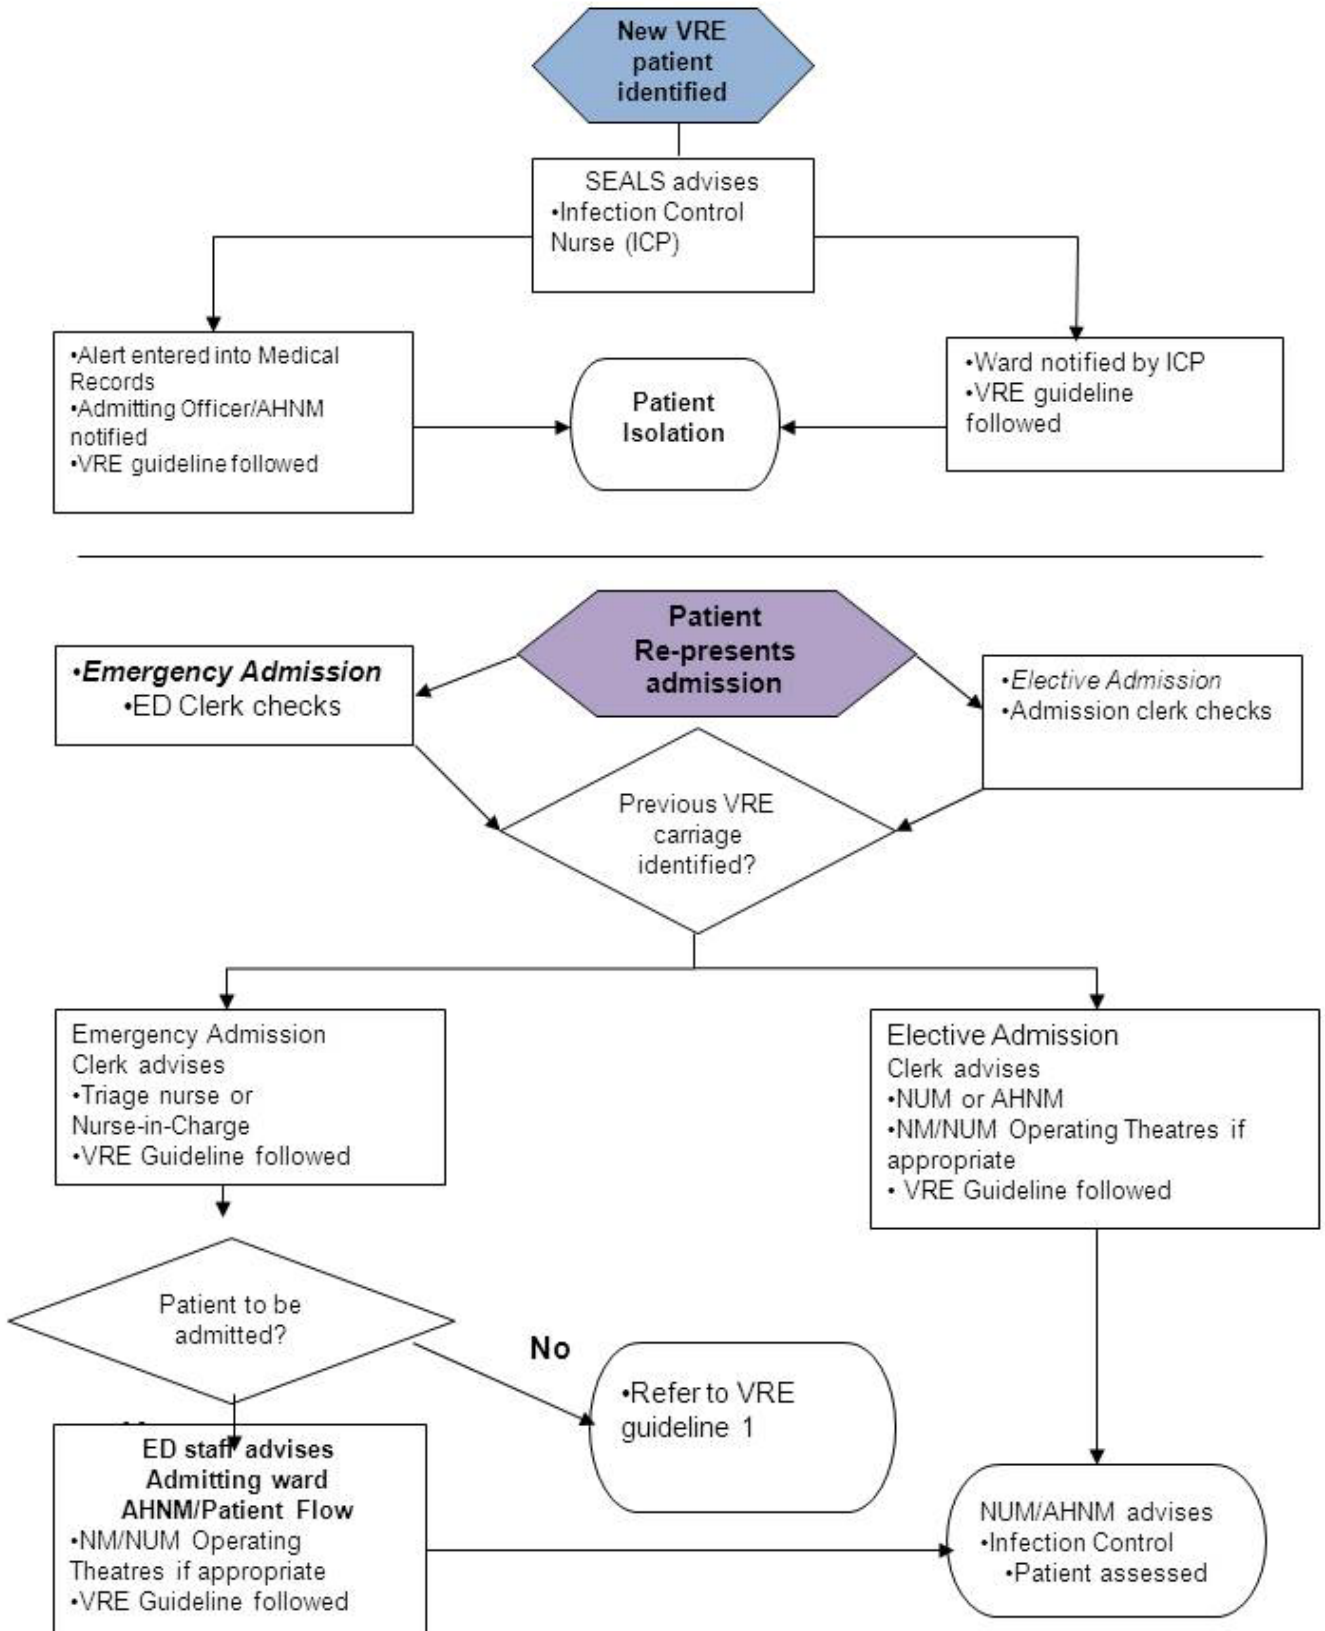 New VRE
patient
identified
SEALS advises
•Infection Control
Nurse (ICP)
•Alert entered into Medical
Records
•Admitting Officer/AHNM
notified
•VRE guideline followed
Patient
Isolation
•Ward notified by ICP
•VRE guideline
followed
Patient
Re-presents
admission
•Emergency Admission
•ED Clerk checks
•Elective Admission
•Admission clerk checks
Previous VRE
carriage
identified?
Emergency Admission
Clerk advises
•Triage nurse or
Nurse-in-Charge
•VRE Guideline followed
Elective Admission
Clerk advises
•NUM or AHNM
•NM/NUM Operating Theatres if
appropriate
• VRE Guideline followed
Patient to be
admitted?
No
•Refer to VRE
guideline 1
ED staff advises
Admitting ward
AHNM/Patient Flow
•NM/NUM Operating
Theatres if appropriate
•VRE Guideline followed
NUM/AHNM advises
•Infection Control
•Patient assessed